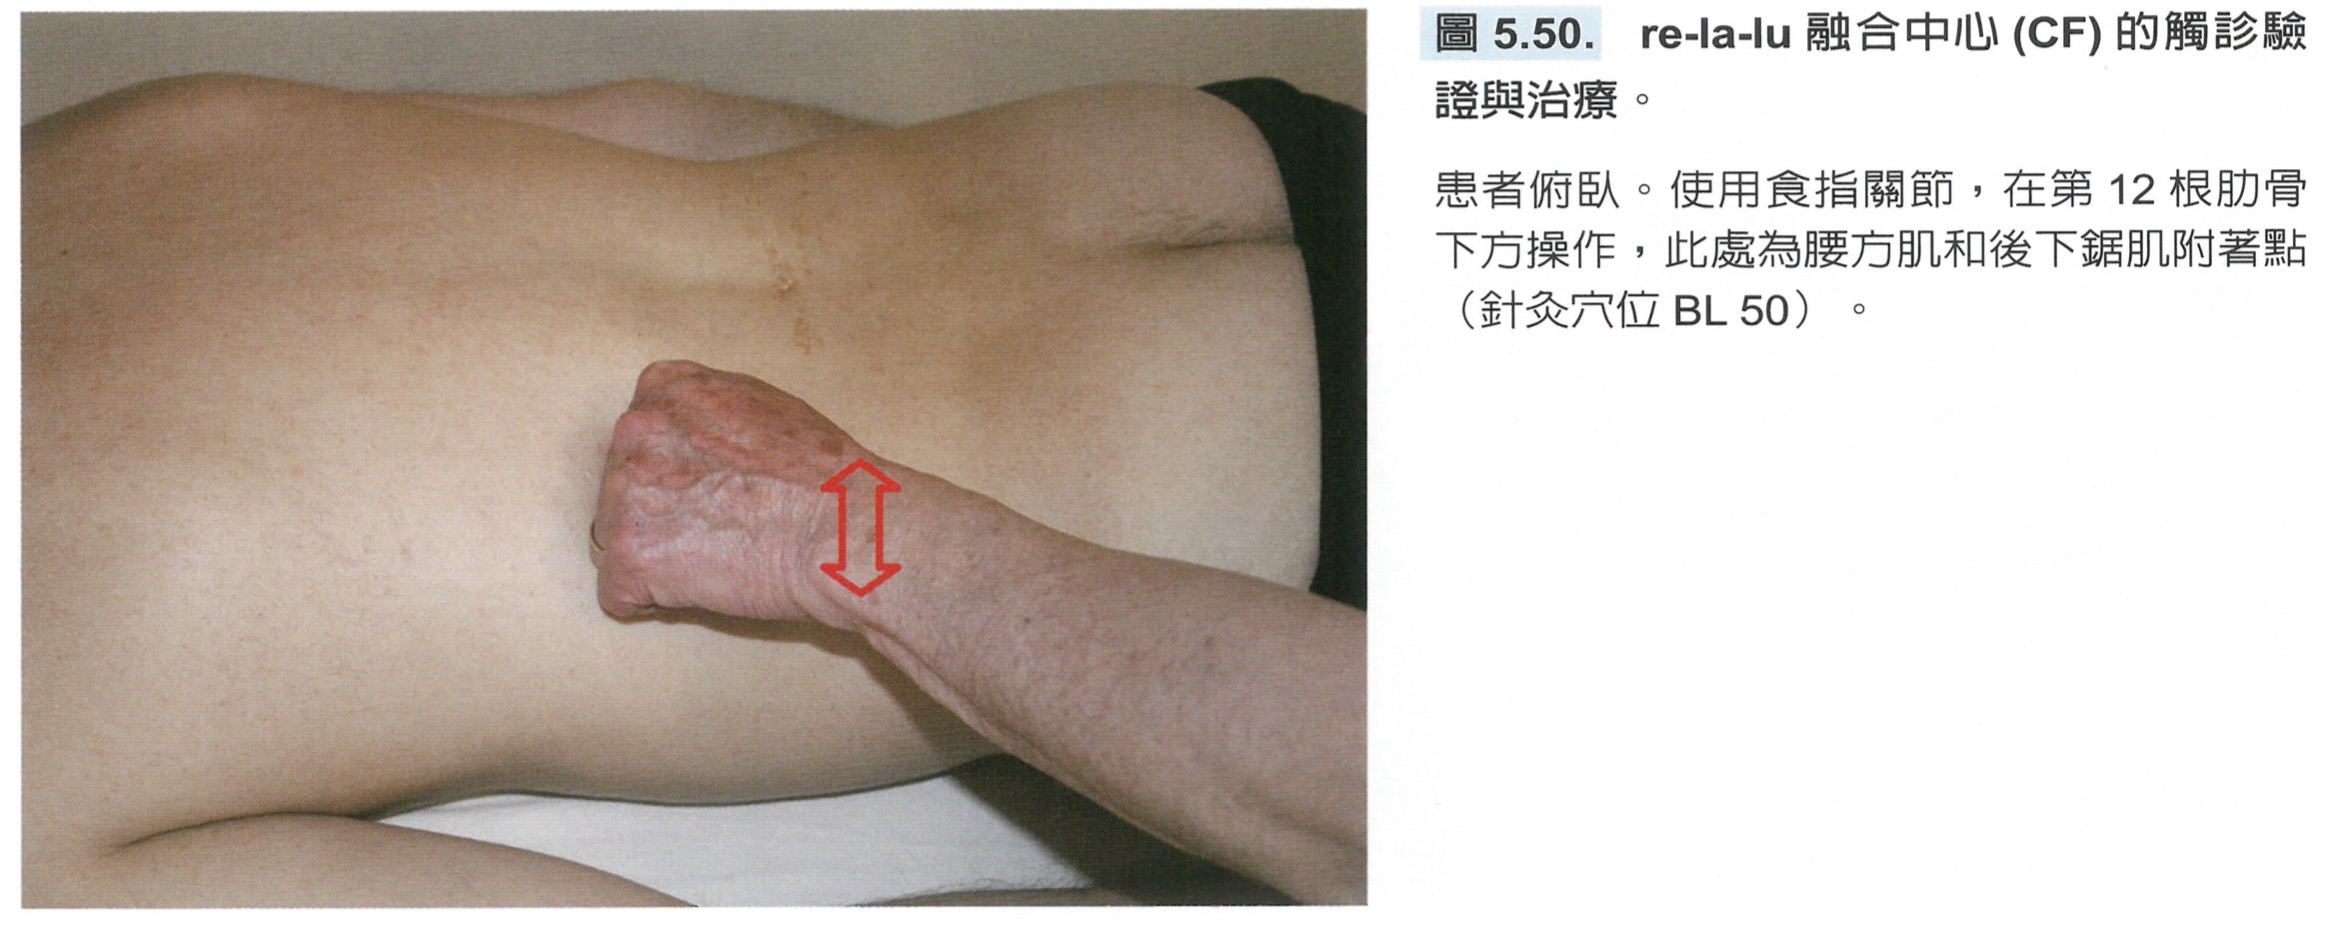 圖 5.50. re-la-lu 融合中心 (CF) 的觸診驗
證與治療。
患者俯臥。使用食指關節，在第 12 根肋骨
下方操作，此處為腰方肌和後下鋸肌附著點
（針灸穴位 BL 50）。